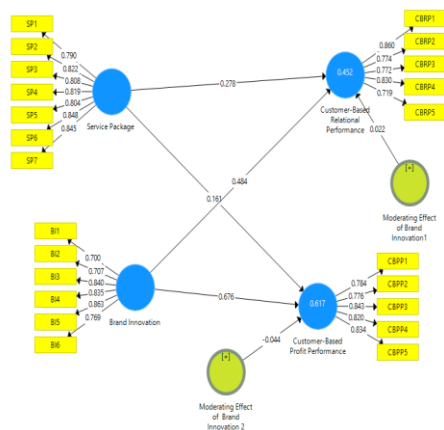 SP1
SP2
SP3
SP4
SP5
SP6
SP7
0.790
0.822
0.808
0.819
0.804
0.848
0.845
Service Package
0.278
0.452
Customer-Based
Relational
Performance
0.860
0.774
0.772
0.830
0.719
CBRP1
CBRP2
CBRP3
CBRP4
CBRP5
0.022
[+]
Moderating Effect
of Brand
Innovation1
0.484
0.161
BI1
BI2
BI3
BI4
BI5
BI6
0.700
0.707
0.840
0.835
0.863
0.769
Brand Innovation
0.676
0.617
Customer-Based
Profit Performance
0.784
0.776
0.843
0.820
0.834
CBPP1
CBPP2
CBPP3
CBPP4
CBPP5
-0.044
[+]
Moderating Effect
of Brand
Innovation 2